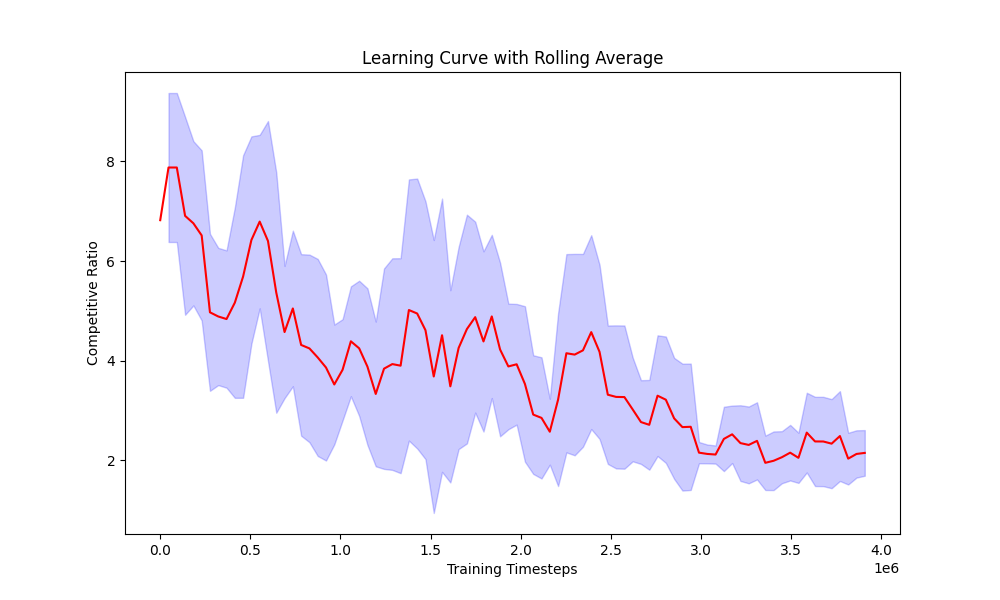 Learning Curve with Rolling Average
Competitive Ratio
8
6
4
2
0.0 0.5 1.0 1.5 2.0 2.5 3.0 3.5 4.0
1e6
Training Timesteps